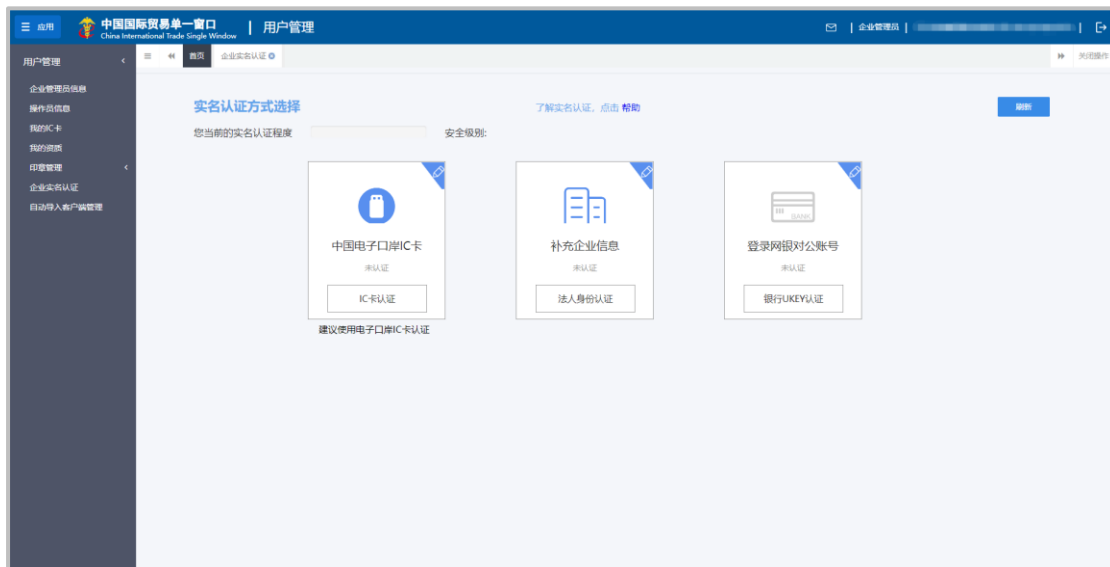 应用
中国国际贸易单一窗口
China International Trade Single Window
用户管理
企业管理员
用户管理
首页
企业实名认证
关闭操作
企业管理员信息
操作员信息
我的IC卡
我的资质
印章管理
企业实名认证
自动导入客户端管理
实名认证方式选择
了解实名认证，点击 帮助
刷新
您当前的实名认证程度
安全级别:
中国电子口岸IC卡
未认证
IC卡认证
建议使用电子口岸IC卡认证
补充企业信息
未认证
法人身份认证
BANK
登录网银对公账号
未认证
银行UKEY认证